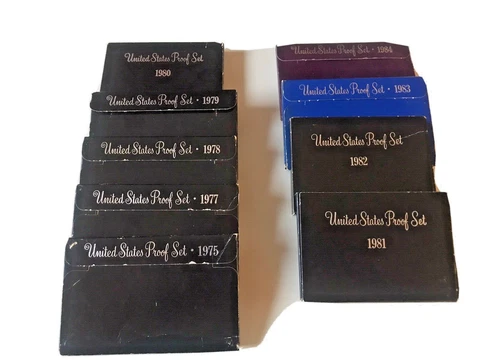 United States Proof Set
1980
United States Proof Set • 1979
United States Proof Set • 1978
United States Proof Set • 1977
United States Proof Set • 1975
United States Proof Set • 1984
United States Proof Set • 1983
United States Proof Set
1982
United States Proof Set
1981